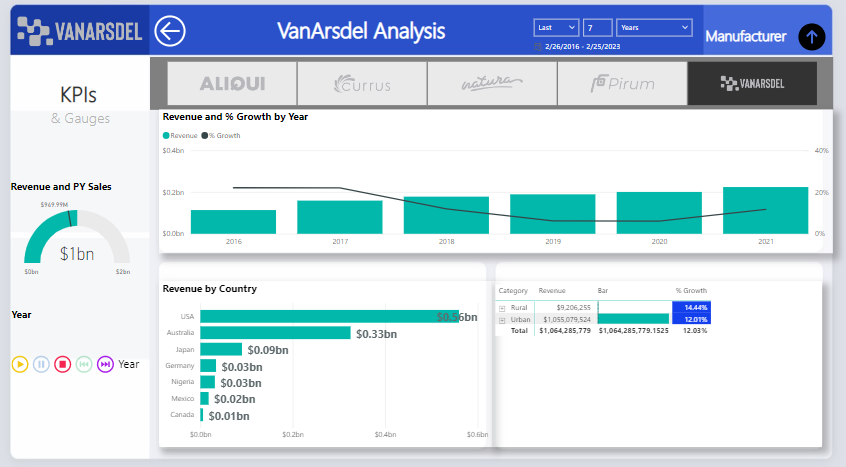 VANARSDEL
VanArsdel Analysis
Last 7 Years
2/26/2016 - 2/25/2023
Manufacturer
KPIs
& Gauges
ALIQUI
currus
natura
Pirum
VANARSDEL
Revenue and % Growth by Year
Revenue % Growth
$0.4bn
$0.2bn
$0.0bn
40%
20%
0%
2016 2017 2018 2019 2020 2021
Revenue and PY Sales
$949.99M
$1bn
$0bn $2bn
Year
Year
Revenue by Country
USA $0.56bn
Australia $0.33bn
Japan $0.09bn
Germany $0.03bn
Nigeria $0.03bn
Mexico $0.02bn
Canada $0.01bn
$0.0bn $0.2bn $0.4bn $0.6bn
Category Revenue Bar % Growth
Rural $9,206,255 14.44%
Urban $1,055,079,524 12.01%
Total $1,064,285,779 $1,064,285,779.1525 12.03%